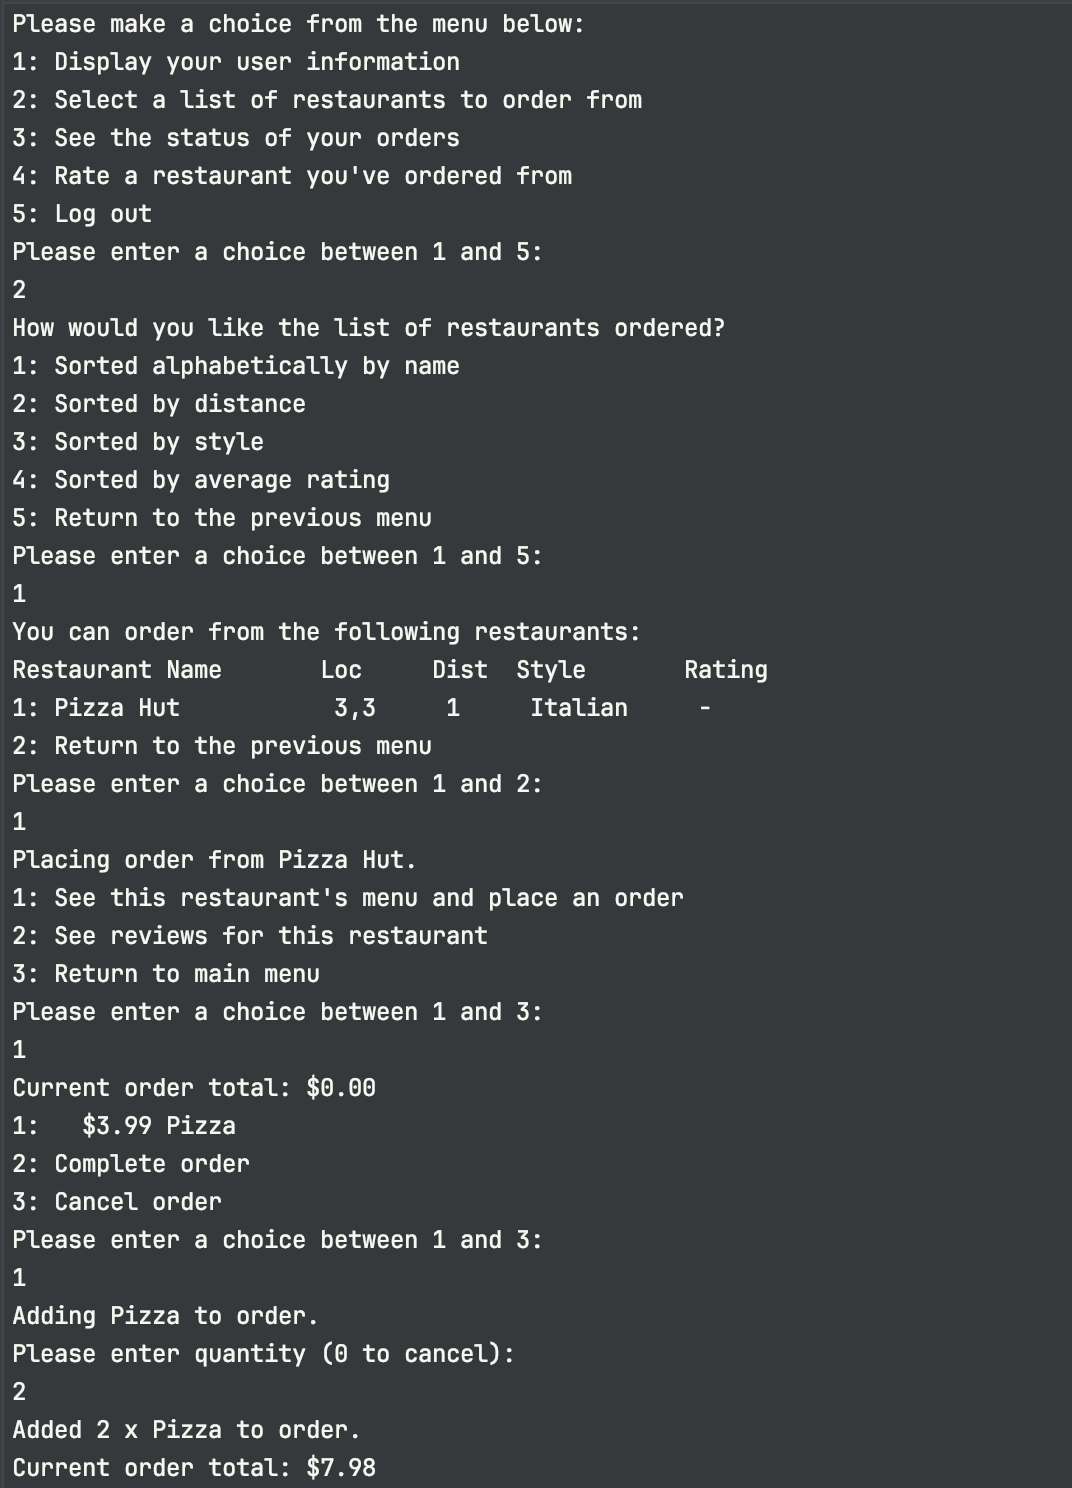 Please make a choice from the menu below:
1: Display your user information
2: Select a list of restaurants to order from
3: See the status of your orders
4: Rate a restaurant you've ordered from
5: Log out
Please enter a choice between 1 and 5:
2
How would you like the list of restaurants ordered?
1: Sorted alphabetically by name
2: Sorted by distance
3: Sorted by style
4: Sorted by average rating
5: Return to the previous menu
Please enter a choice between 1 and 5:
1
You can order from the following restaurants:
Restaurant Name       Loc     Dist  Style       Rating
1: Pizza Hut           3,3     1     Italian     -
2: Return to the previous menu
Please enter a choice between 1 and 2:
1
Placing order from Pizza Hut.
1: See this restaurant's menu and place an order
2: See reviews for this restaurant
3: Return to main menu
Please enter a choice between 1 and 3:
1
Current order total: $0.00
1:   $3.99 Pizza
2: Complete order
3: Cancel order
Please enter a choice between 1 and 3:
1
Adding Pizza to order.
Please enter quantity (0 to cancel):
2
Added 2 x Pizza to order.
Current order total: $7.98